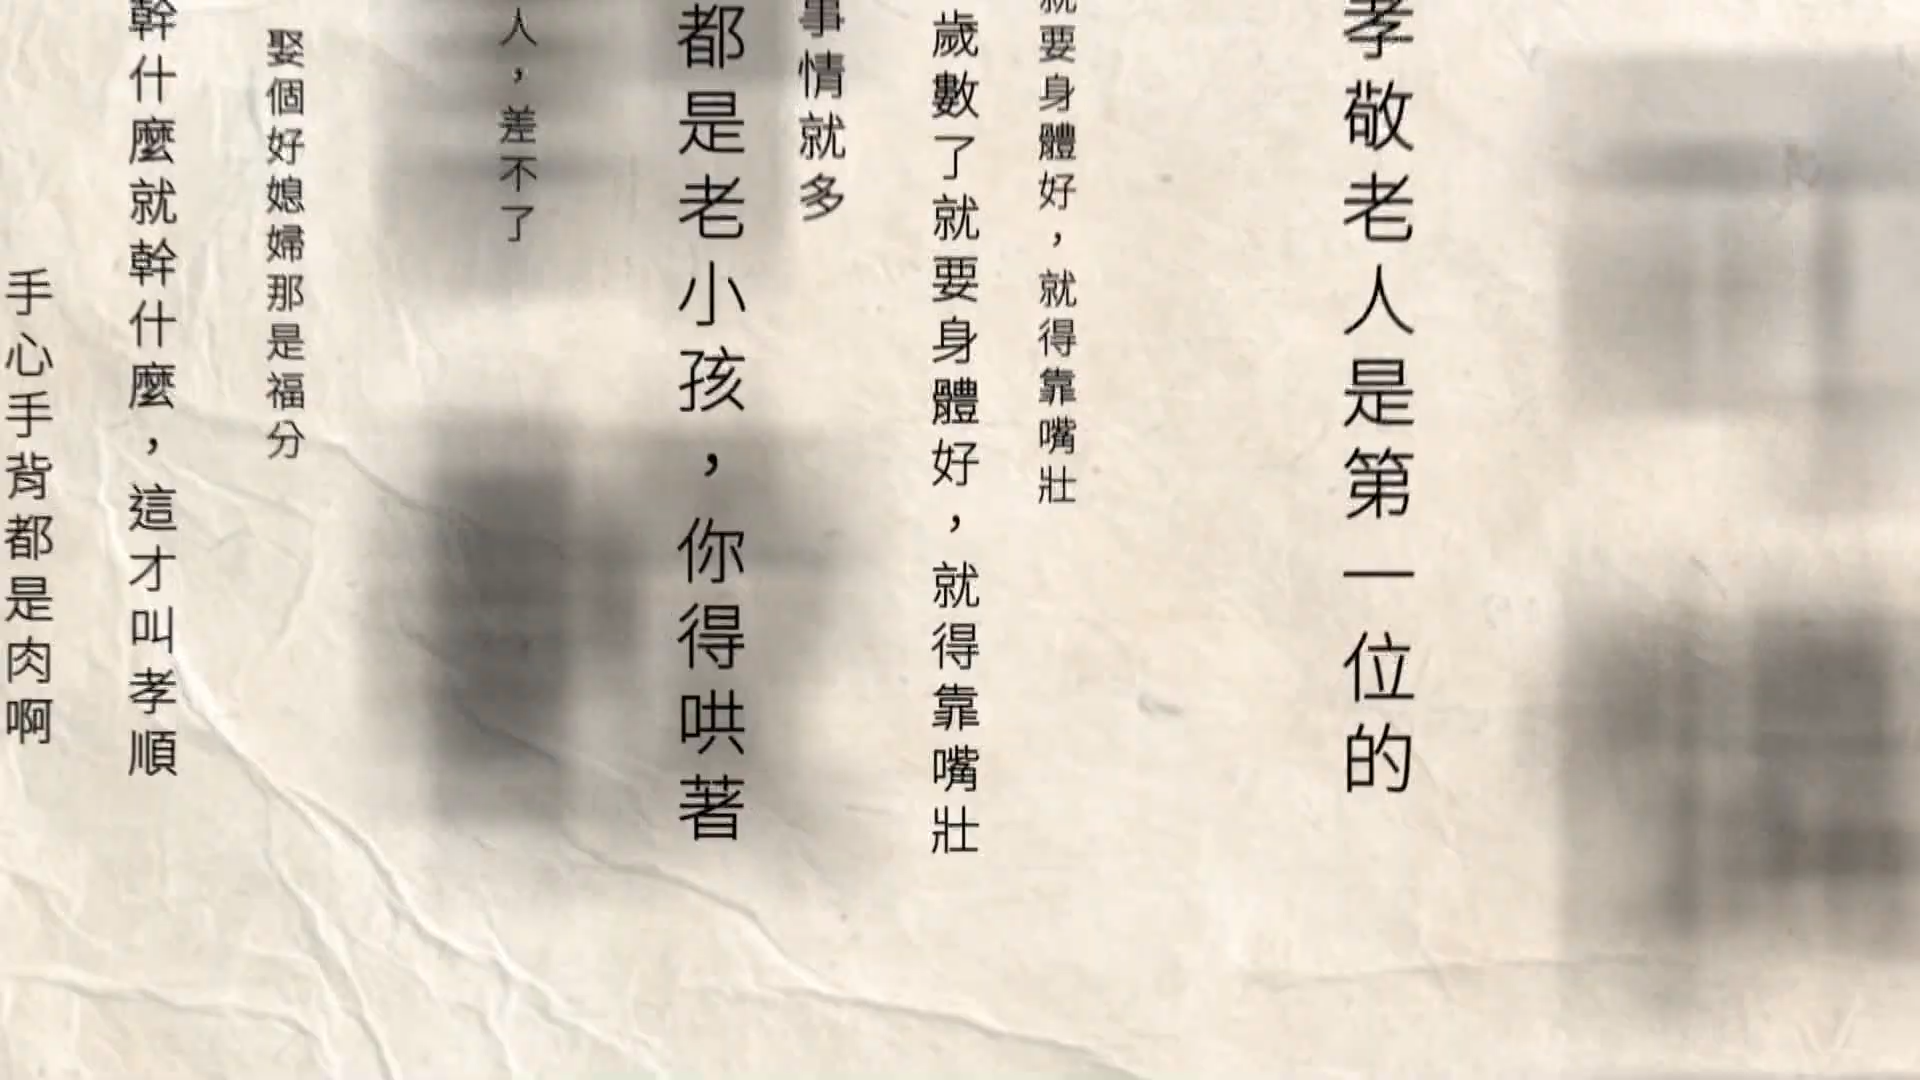 孝敬老人是第一位的
就要身體好，就得靠嘴壯
歲數了就要身體好，就得靠嘴壯
事情就多
都是老小孩，你得哄著
人，差不了
娶個好媳婦那是福分
幹什麼就幹什麼，這才叫孝順
手心手背都是肉啊